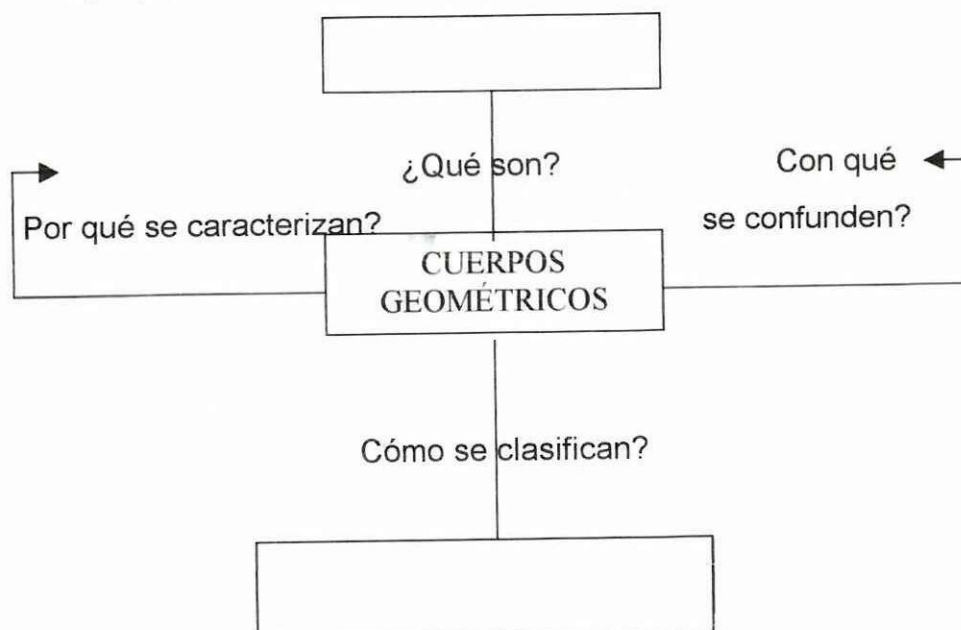 ¿Qué son?
Con qué
Por qué se caracterizan?
se confunden?
CUERPOS
GEOMÉTRICOS
Cómo se clasifican?